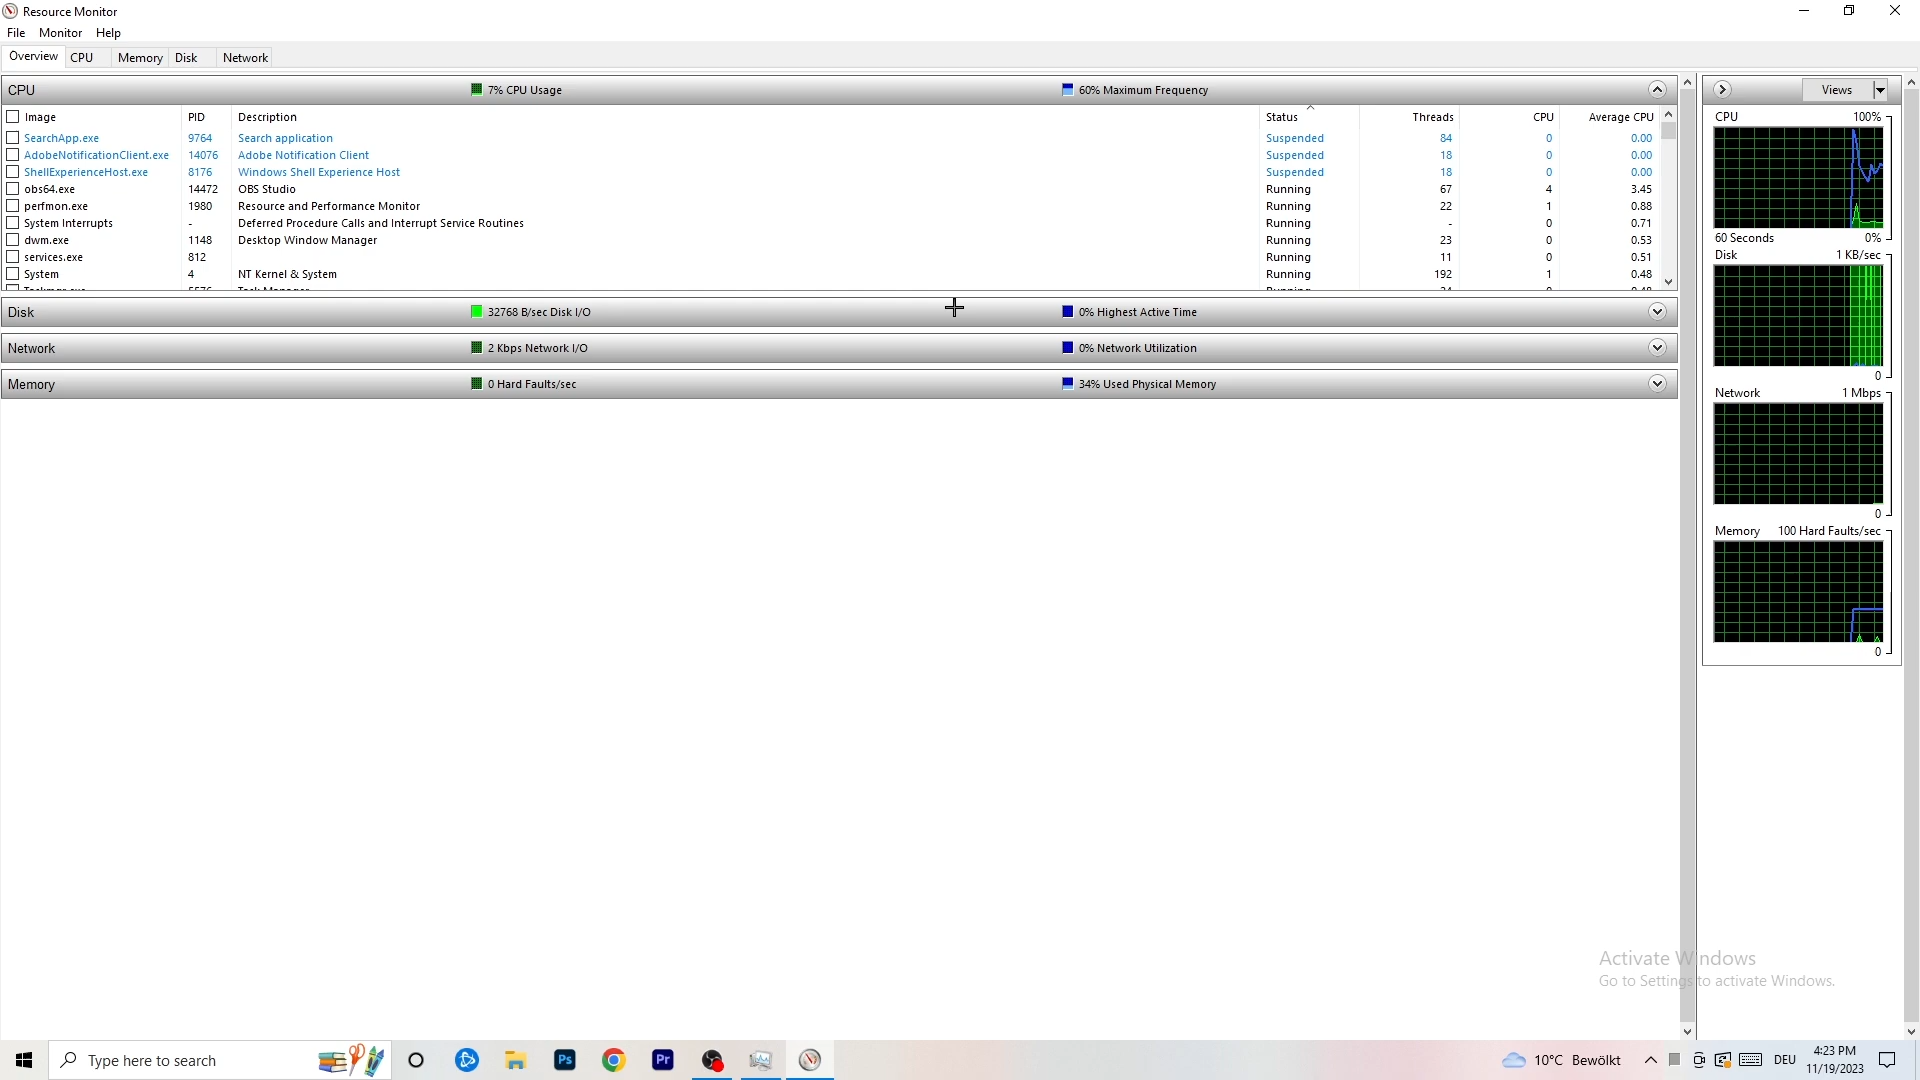 Resource Monitor
File Monitor Help
Overview CPU Memory Disk Network
CPU 7% CPU Usage 60% Maximum Frequency
Image PID Description Status Threads CPU Average CPU
SearchApp.exe 9764 Search application Suspended 84 0 0.00
AdobeNotificationClient.exe 14076 Adobe Notification Client Suspended 18 0 0.00
ShellExperienceHost.exe 8176 Windows Shell Experience Host Suspended 18 0 0.00
obs64.exe 14472 OBS Studio Running 67 4 3.45
perfmon.exe 1980 Resource and Performance Monitor Running 22 1 0.88
System Interrupts - Deferred Procedure Calls and Interrupt Service Routines Running - 0 0.71
dwm.exe 1148 Desktop Window Manager Running 23 0 0.53
services.exe 812 Running 11 0 0.51
System 4 NT Kernel & System Running 192 1 0.48
Disk 32768 B/sec Disk I/O 0% Highest Active Time
Network 2 Kbps Network I/O 0% Network Utilization
Memory 0 Hard Faults/sec 34% Used Physical Memory
Views
CPU 100%
60 Seconds 0%
Disk 1 KB/sec
0
Network 1 Mbps
0
Memory 100 Hard Faults/sec
0
Activate Windows
Go to Settings to activate Windows.
Type here to search
Ps
Pr
10°C Bewölkt
DEU
4:23 PM
11/19/2023